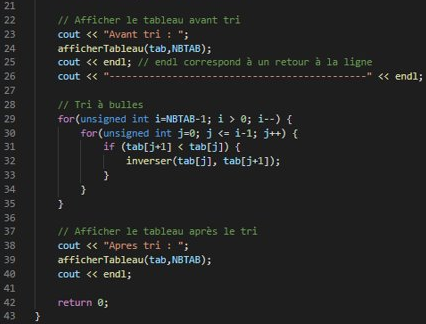 21
22 // Afficher le tableau avant tri
23 cout << "Avant tri : ";
24 afficherTableau(tab,NBTAB);
25 cout << endl; // endl correspond à un retour à la ligne
26 cout << "---------------------------------------------" << endl;
27
28 // Tri à bulles
29 for(unsigned int i=NBTAB-1; i > 0; i--) {
30 for(unsigned int j=0; j <= i-1; j++) {
31 if (tab[j+1] < tab[j]) {
32 inverser(tab[j], tab[j+1]);
33 }
34 }
35 }
36
37 // Afficher le tableau après le tri
38 cout << "Apres tri : ";
39 afficherTableau(tab,NBTAB);
40 cout << endl;
41
42 return 0;
43 }